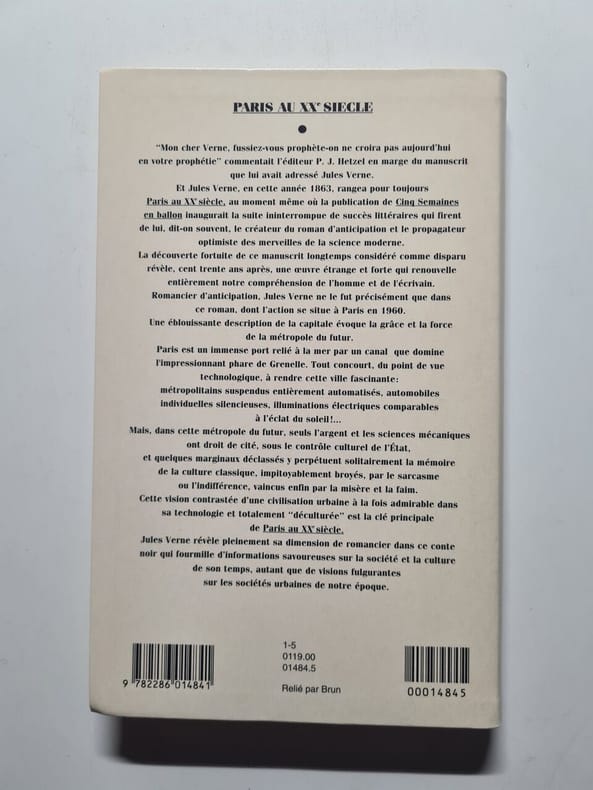 PARIS AU XXᵉ SIECLE
●
“Mon cher Verne, fussiez-vous prophète-on ne croira pas aujourd’hui
en votre prophétie” commentait l’éditeur P. J. Hetzel en marge du manuscrit
que lui avait adressé Jules Verne.
Et Jules Verne, en cette année 1863, rangea pour toujours
Paris au XXᵉ siècle, au moment même où la publication de Cinq Semaines
en ballon inaugurait la suite ininterrompue de succès littéraires qui firent
de lui, dit-on souvent, le créateur du roman d’anticipation et le propagateur
optimiste des merveilles de la science moderne.
La découverte fortuite de ce manuscrit longtemps considéré comme disparu
révèle, cent trente ans après, une œuvre étrange et forte qui renouvelle
entièrement notre compréhension de l’homme et de l’écrivain.
Romancier d’anticipation, Jules Verne ne le fut précisément que dans
ce roman, dont l’action se situe à Paris en 1960.
Une éblouissante description de la capitale évoque la grâce et la force
de la métropole du futur.
Paris est un immense port relié à la mer par un canal que domine
l’impressionnant phare de Grenelle. Tout concourt, du point de vue
technologique, à rendre cette ville fascinante:
métropolitains suspendus entièrement automatisés, automobiles
individuelles silencieuses, illuminations électriques comparables
à l’éclat du soleil!...
Mais, dans cette métropole du futur, seuls l’argent et les sciences mécaniques
ont droit de cité, sous le contrôle culturel de l’État,
et quelques marginaux déclassés y perpétuent solitairement la mémoire
de la culture classique, impitoyablement broyés, par le sarcasme
ou l’indifférence, vaincus enfin par la misère et la faim.
Cette vision contrastée d’une civilisation urbaine à la fois admirable dans
sa technologie et totalement “déculturée” est la clé principale
de Paris au XXᵉ siècle.
Jules Verne révèle pleinement sa dimension de romancier dans ce conte
noir qui fourmille d’informations savoureuses sur la société et la culture
de son temps, autant que de visions fulgurantes
sur les sociétés urbaines de notre époque.
9 782286 014841
1-5
0119.00
01484.5
Relié par Brun
00014845